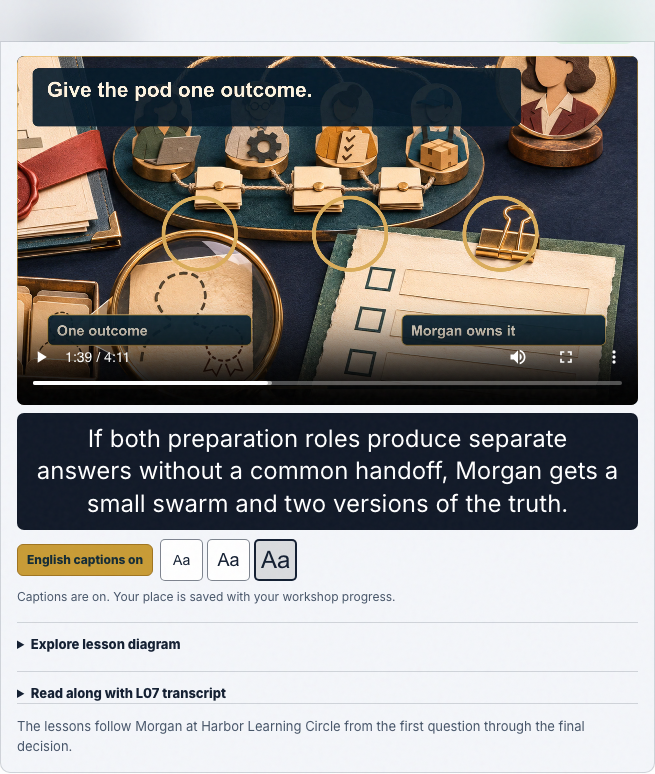 Give the pod one outcome.
One outcome
Morgan owns it
1:39 / 4:11
If both preparation roles produce separate
answers without a common handoff, Morgan gets a
small swarm and two versions of the truth.
English captions on
Aa
Aa
Aa
Captions are on. Your place is saved with your workshop progress.
Explore lesson diagram
Read along with L07 transcript
The lessons follow Morgan at Harbor Learning Circle from the first question through the final
decision.